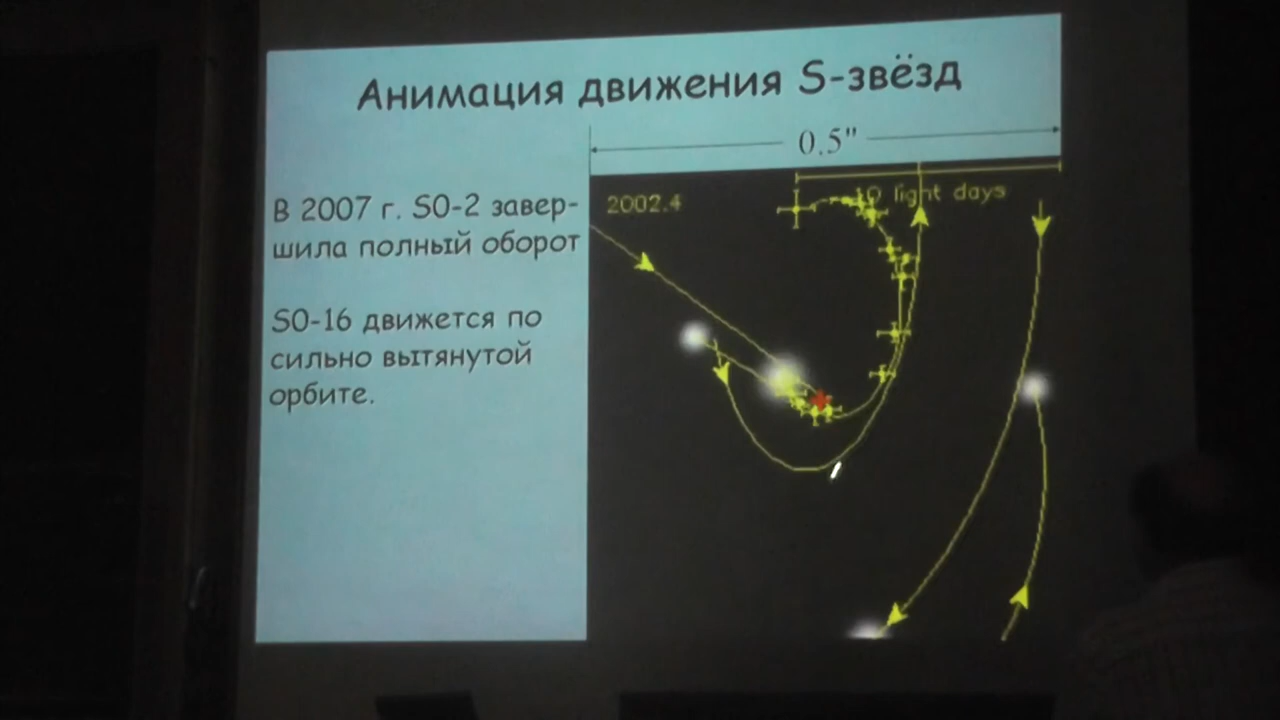 Анимация движения S-звёзд
0.5"
В 2007 г. S0-2 завер-
шила полный оборот
S0-16 движется по
сильно вытянутой
орбите.
2002.4
10 light days